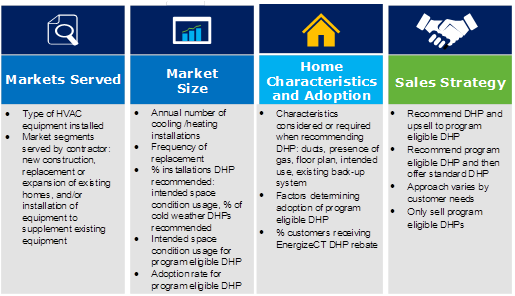 Markets Served
Type of HVAC
equipment installed
Market segments
served by contractor:
new construction,
replacement or
expansion of existing
homes, and/or
installation of
equipment to
supplement existing
equipment
Market
Size
Annual number of
cooling /heating
installations
Frequency of
replacement
% installations DHP
recommended:
intended space
condition usage, % of
cold weather DHPs
recommended
Intended space
condition usage for
program eligible DHP
Adoption rate for
program eligible DHP
Home
Characteristics
and Adoption
Characteristics
considered or required
when recommending
DHP: ducts, presence of
gas, floor plan, intended
use, existing back-up
system
Factors determining
adoption of program
eligible DHP
% customers receiving
EnergizeCT DHP rebate
Sales Strategy
Recommend DHP and
upsell to program
eligible DHP
Recommend program
eligible DHP and then
offer standard DHP
Approach varies by
customer needs
Only sell program
eligible DHPs